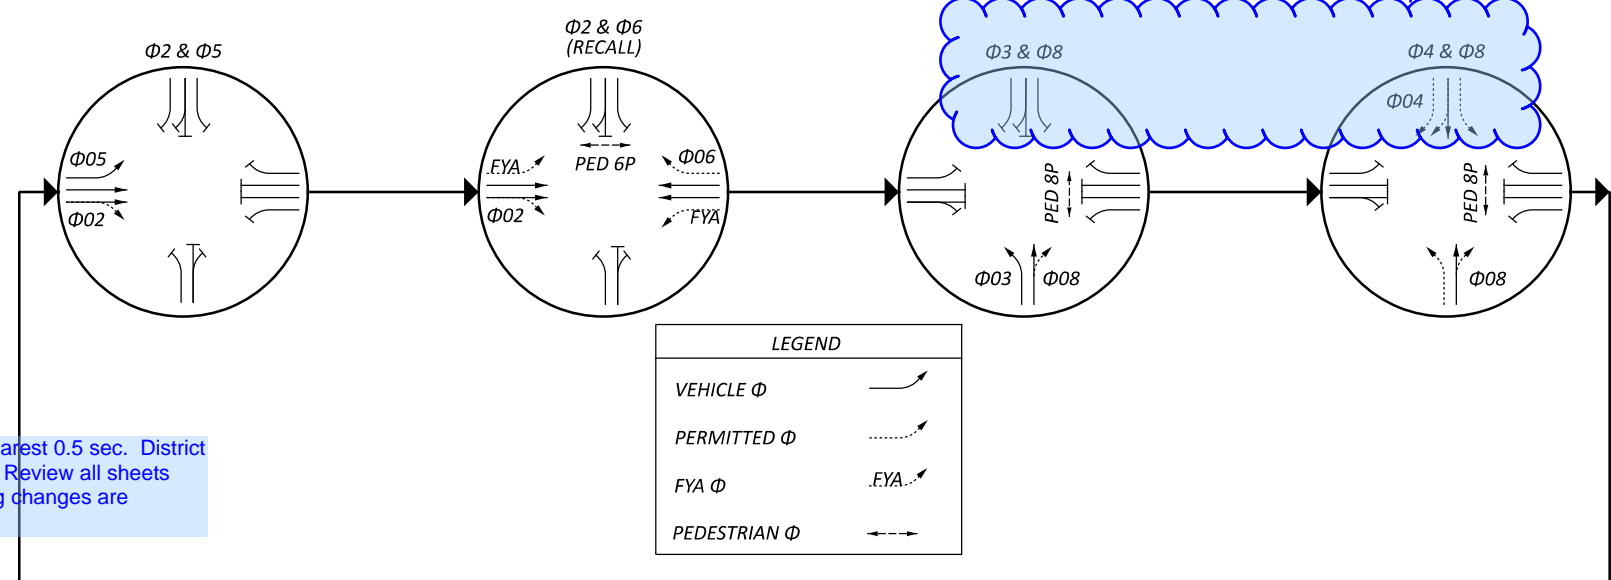 Φ2 & Φ5
Φ05
Φ02
Φ2 & Φ6
(RECALL)
PED 6P
FYA
Φ02
Φ06
FYA
Φ3 & Φ8
PED 8P
Φ03
Φ08
Φ4 & Φ8
Φ04
PED 8P
Φ08
LEGEND
VEHICLE Φ
PERMITTED Φ
FYA Φ
FYA
PEDESTRIAN Φ
0.5 sec. District
Review all sheets
changes are